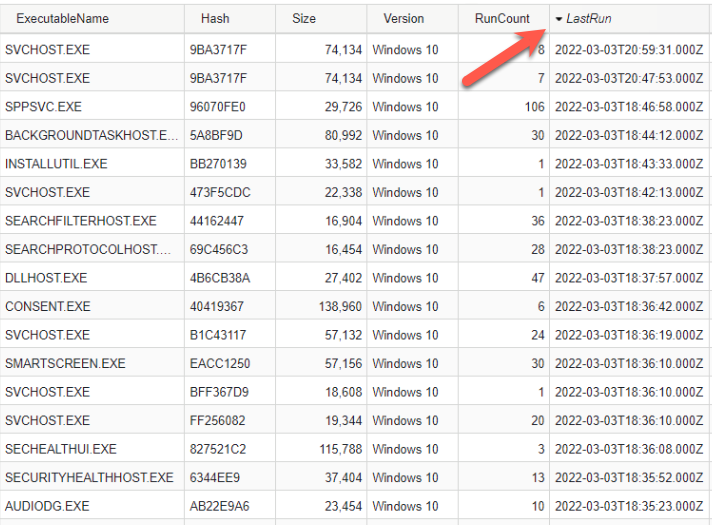 ExecutableName Hash Size Version RunCount LastRun
SVCHOST.EXE 9BA3717F 74,134 Windows 10 8 2022-03-03T20:59:31.000Z
SVCHOST.EXE 9BA3717F 74,134 Windows 10 7 2022-03-03T20:47:53.000Z
SPPSVC.EXE 96070FE0 29,726 Windows 10 106 2022-03-03T18:46:58.000Z
BACKGROUNDTASKHOST.E... 5A8BF9D 80,992 Windows 10 30 2022-03-03T18:44:12.000Z
INSTALLUTIL.EXE BB270139 33,582 Windows 10 1 2022-03-03T18:43:33.000Z
SVCHOST.EXE 473F5CDC 22,338 Windows 10 1 2022-03-03T18:42:13.000Z
SEARCHFILTERHOST.EXE 44162447 16,904 Windows 10 36 2022-03-03T18:38:23.000Z
SEARCHPROTOCOLHOST.... 69C456C3 16,454 Windows 10 28 2022-03-03T18:38:23.000Z
DLLHOST.EXE 4B6CB38A 27,402 Windows 10 47 2022-03-03T18:37:57.000Z
CONSENT.EXE 40419367 138,960 Windows 10 6 2022-03-03T18:36:42.000Z
SVCHOST.EXE B1C43117 57,132 Windows 10 24 2022-03-03T18:36:19.000Z
SMARTSCREEN.EXE EACC1250 57,156 Windows 10 30 2022-03-03T18:36:10.000Z
SVCHOST.EXE BFF367D9 18,608 Windows 10 1 2022-03-03T18:36:10.000Z
SVCHOST.EXE FF256082 19,344 Windows 10 20 2022-03-03T18:36:10.000Z
SECHEALTHUI.EXE 827521C2 115,788 Windows 10 3 2022-03-03T18:36:08.000Z
SECURITYHEALTHHOST.EXE 6344EE9 37,404 Windows 10 13 2022-03-03T18:35:52.000Z
AUDIODG.EXE AB22E9A6 23,454 Windows 10 10 2022-03-03T18:35:23.000Z